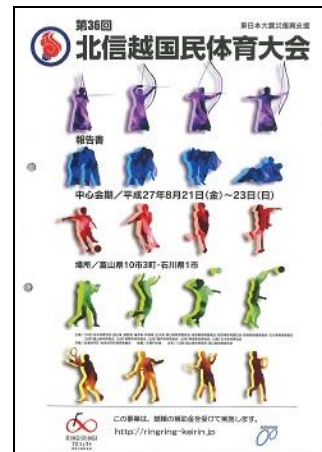 第36回
東日本大震災復興支援
北信越国民体育大会
報告書
中心会期／平成27年8月21日(金)～23日(日)
場所／富山県10市3町・石川県1市
この事業は、競輪の補助金を受けて実施します。
RING!RING!
http://ringring-keirin.jp